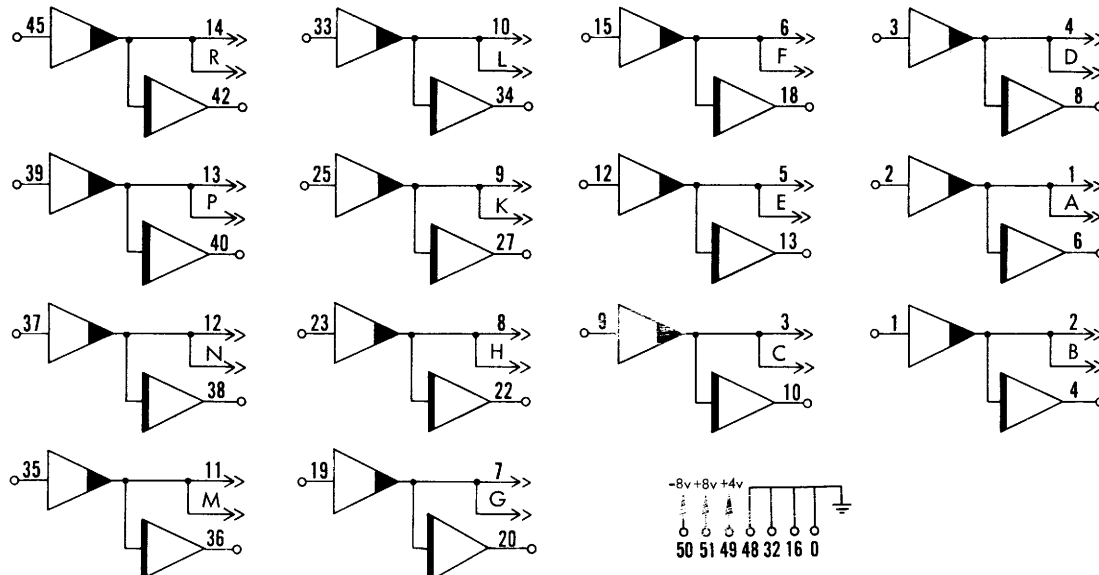 45 14 33 10 15 6 3 4
R L F D
42 34 18 8
39 13 25 9 12 5 2 1
P K E A
40 27 13 6
37 12 23 8 9 3 1 2
N H C B
38 22 10 4
35 11 19 7
M G
-8v +8v +4v
36 20
50 51 49 48 32 16 0